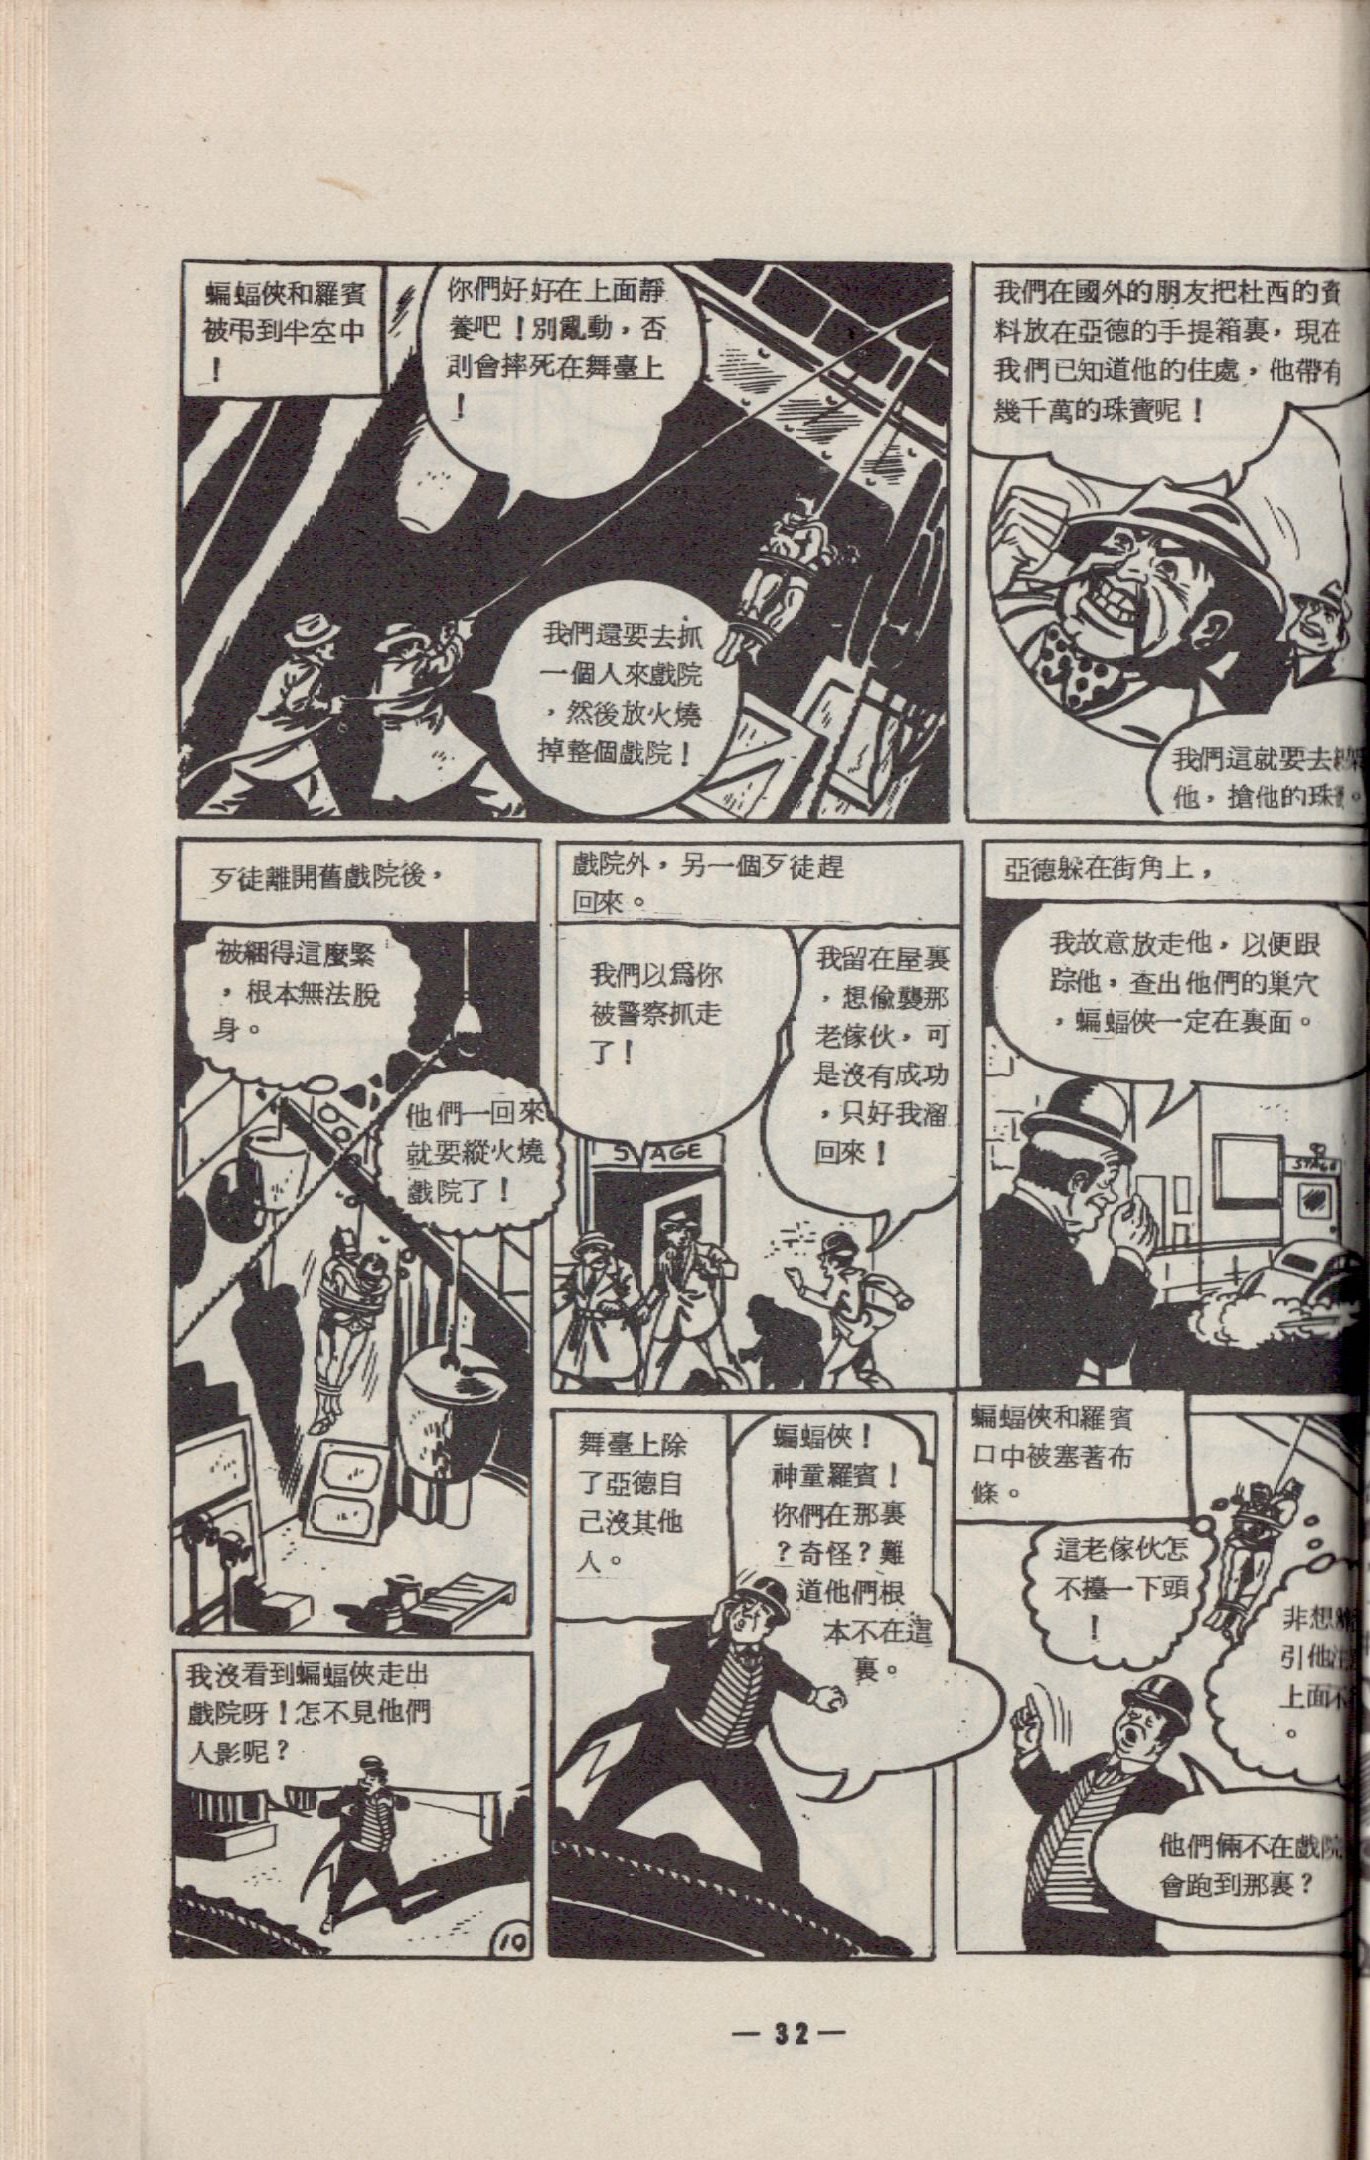 蝙蝠俠和羅賓
被弔到半空中
！
你們好好在上面靜
養吧！別亂動，否
則會摔死在舞臺上
！
我們還要去抓
一個人來戲院
，然後放火燒
掉整個戲院！
我們在國外的朋友把杜西的資
料放在亞德的手提箱裏，現在
我們已知道他的住處，他帶有
幾千萬的珠寶呢！
我們這就要去綁架
他，搶他的珠寶。
歹徒離開舊戲院後，
被綑得這麼緊
，根本無法脫
身。
他們一回來
就要縱火燒
戲院了！
戲院外，另一個歹徒趕
回來。
我們以爲你
被警察抓走
了！
我留在屋裏
，想偷襲那
老傢伙，可
是沒有成功
，只好我溜
回來！
STAGE
亞德躲在街角上，
我故意放走他，以便跟
踪他，查出他們的巢穴
，蝙蝠俠一定在裏面。
STAGE
我沒看到蝙蝠俠走出
戲院呀！怎不見他們
人影呢？
10
舞臺上除
了亞德自
己沒其他
人。
蝙蝠俠！
神童羅賓！
你們在那裏
？奇怪？難
道他們根
本不在這
裏。
蝙蝠俠和羅賓
口中被塞著布
條。
這老傢伙怎
不擡一下頭
！
非想
引他
上面不
。
他們倆不在戲院
會跑到那裏？
— 32 —